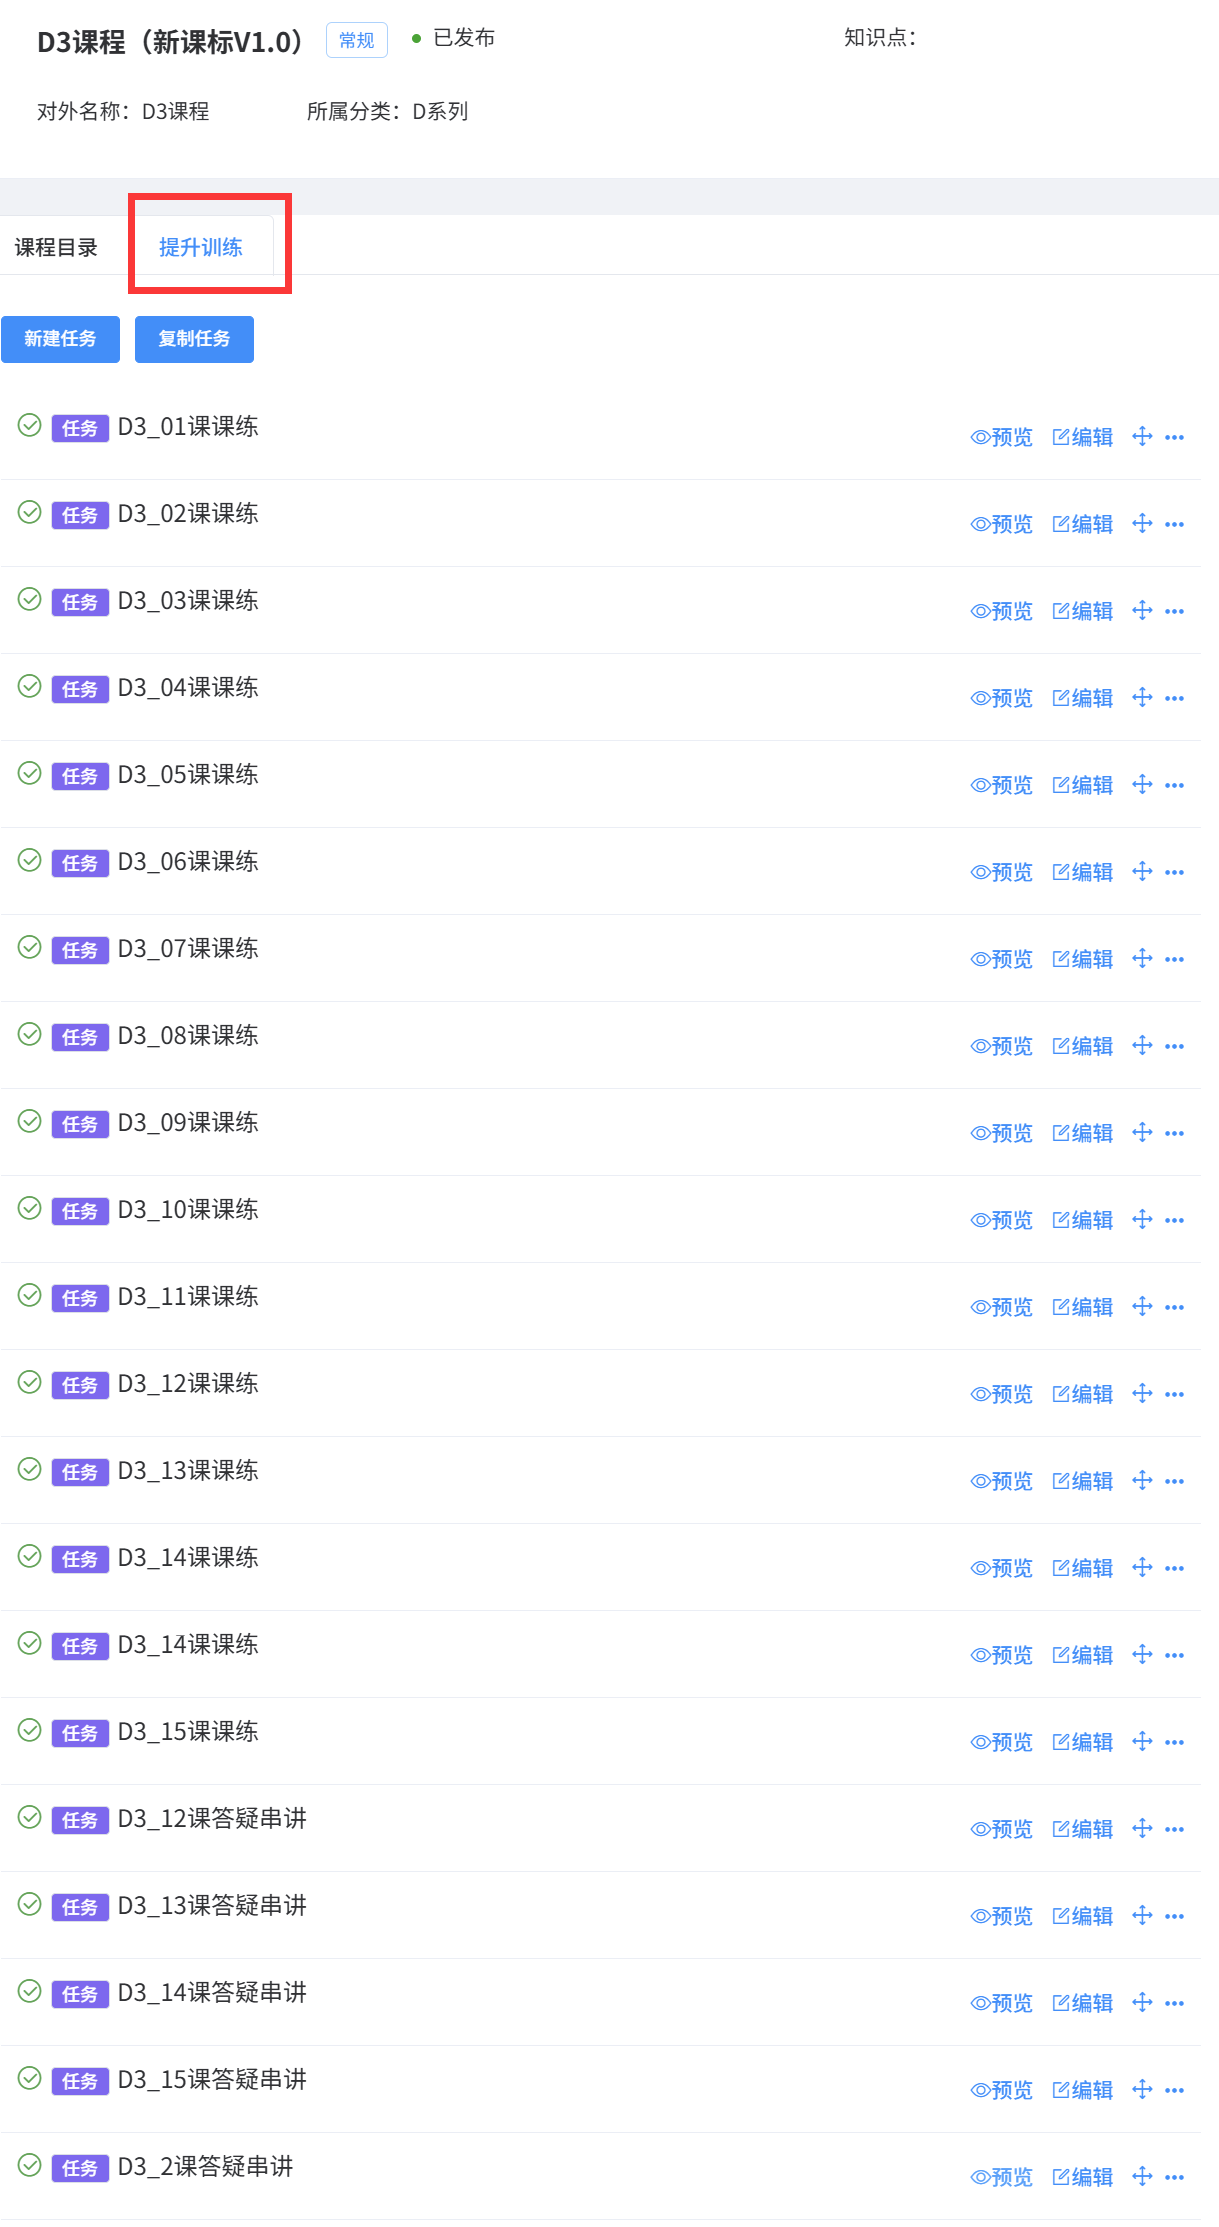 D3课程（新课标V1.0） 常规 已发布 知识点：
对外名称：D3课程 所属分类：D系列
课程目录 提升训练
新建任务 复制任务
任务 D3_01课课练 预览 编辑
任务 D3_02课课练 预览 编辑
任务 D3_03课课练 预览 编辑
任务 D3_04课课练 预览 编辑
任务 D3_05课课练 预览 编辑
任务 D3_06课课练 预览 编辑
任务 D3_07课课练 预览 编辑
任务 D3_08课课练 预览 编辑
任务 D3_09课课练 预览 编辑
任务 D3_10课课练 预览 编辑
任务 D3_11课课练 预览 编辑
任务 D3_12课课练 预览 编辑
任务 D3_13课课练 预览 编辑
任务 D3_14课课练 预览 编辑
任务 D3_14课课练 预览 编辑
任务 D3_15课课练 预览 编辑
任务 D3_12课答疑串讲 预览 编辑
任务 D3_13课答疑串讲 预览 编辑
任务 D3_14课答疑串讲 预览 编辑
任务 D3_15课答疑串讲 预览 编辑
任务 D3_2课答疑串讲 预览 编辑